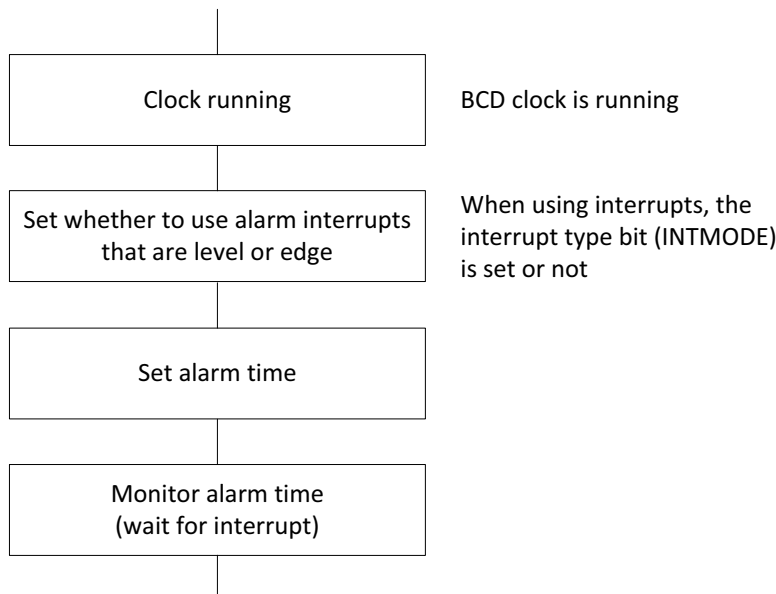 Clock running
BCD clock is running
Set whether to use alarm interrupts
that are level or edge
When using interrupts, the
interrupt type bit (INTMODE)
is set or not
Set alarm time
Monitor alarm time
(wait for interrupt)